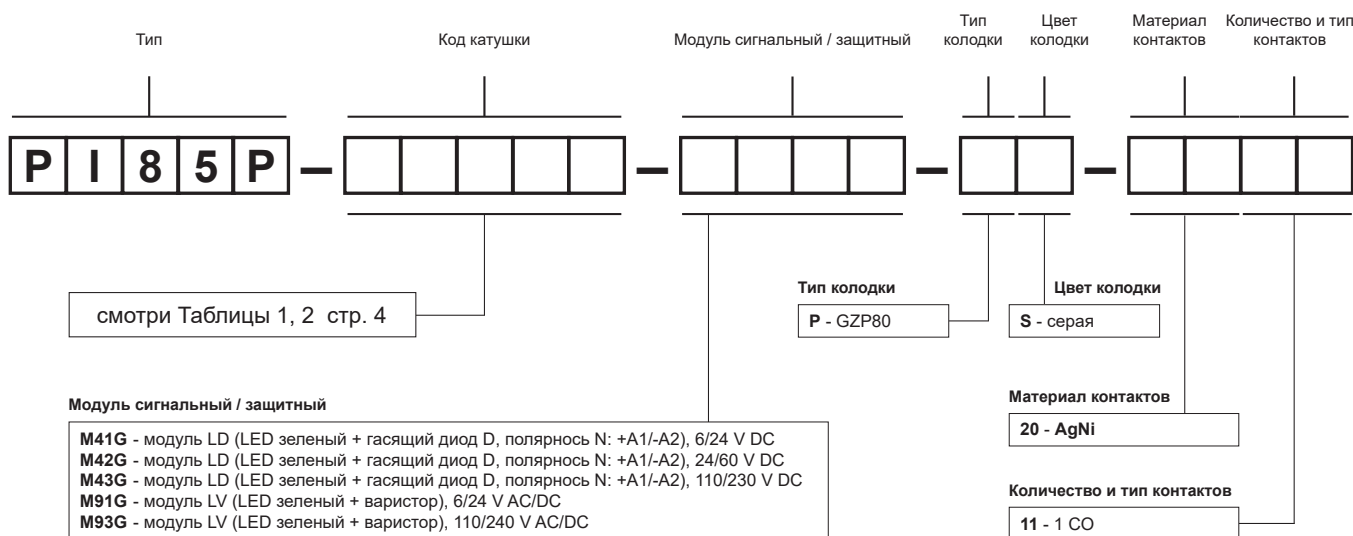 Тип
Код катушки
Модуль сигнальный / защитный
Тип
колодки
Цвет
колодки
Материал
контактов
Количество и тип
контактов
P I 8 5 P – – – –
смотри Таблицы 1, 2 стр. 4
Тип колодки
P - GZP80
Цвет колодки
S - серая
Модуль сигнальный / защитный
M41G - модуль LD (LED зеленый + гасящий диод D, полярнось N: +A1/-A2), 6/24 V DC
M42G - модуль LD (LED зеленый + гасящий диод D, полярнось N: +A1/-A2), 24/60 V DC
M43G - модуль LD (LED зеленый + гасящий диод D, полярнось N: +A1/-A2), 110/230 V DC
M91G - модуль LV (LED зеленый + варистор), 6/24 V AC/DC
M93G - модуль LV (LED зеленый + варистор), 110/240 V AC/DC
Материал контактов
20 - AgNi
Количество и тип контактов
11 - 1 CO